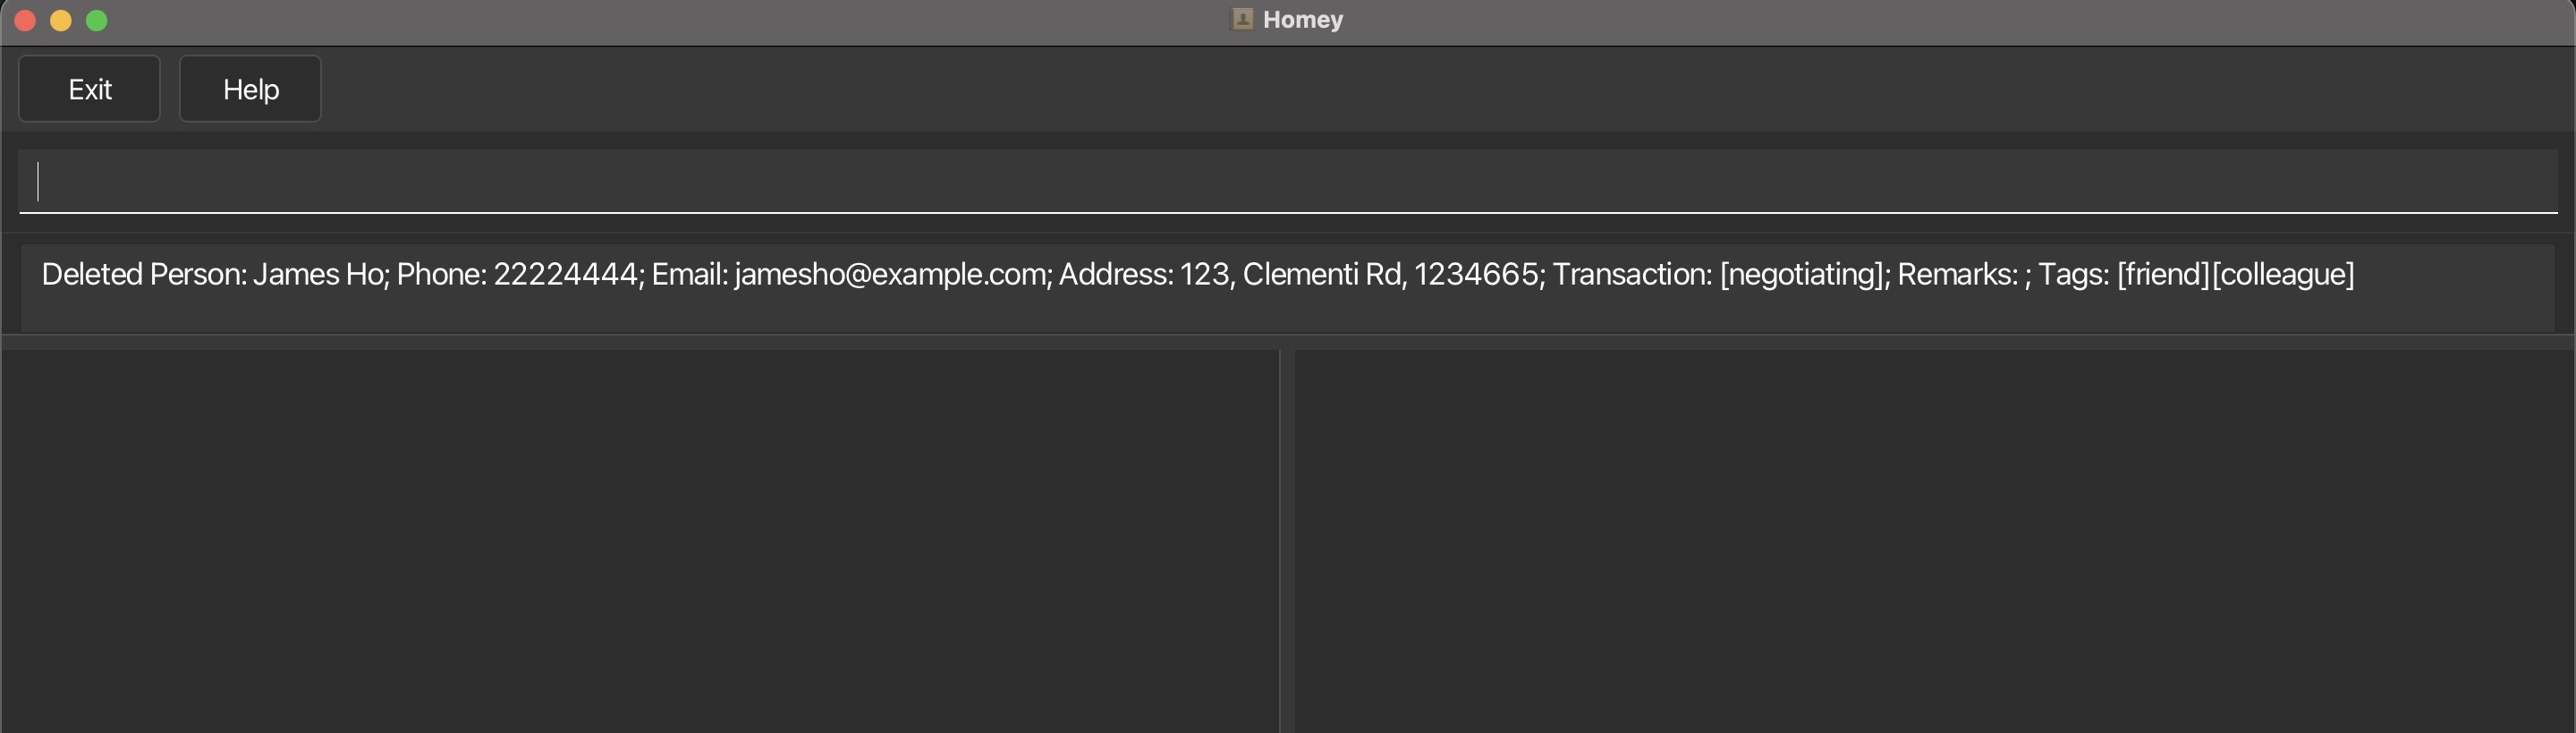 Homey
Exit
Help
Deleted Person: James Ho; Phone: 22224444; Email: jamesho@example.com; Address: 123, Clementi Rd, 1234665; Transaction: [negotiating]; Remarks: ; Tags: [friend][colleague]